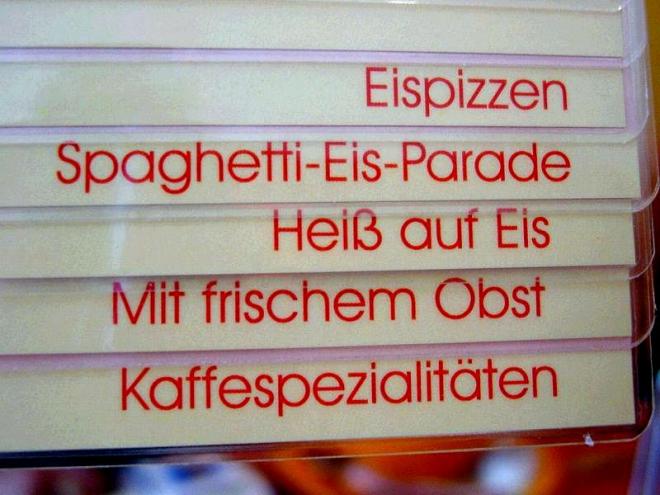 Eispizzen
Spaghetti-Eis-Parade
Heiß auf Eis
Mit frischem Obst
Kaffespezialitäten